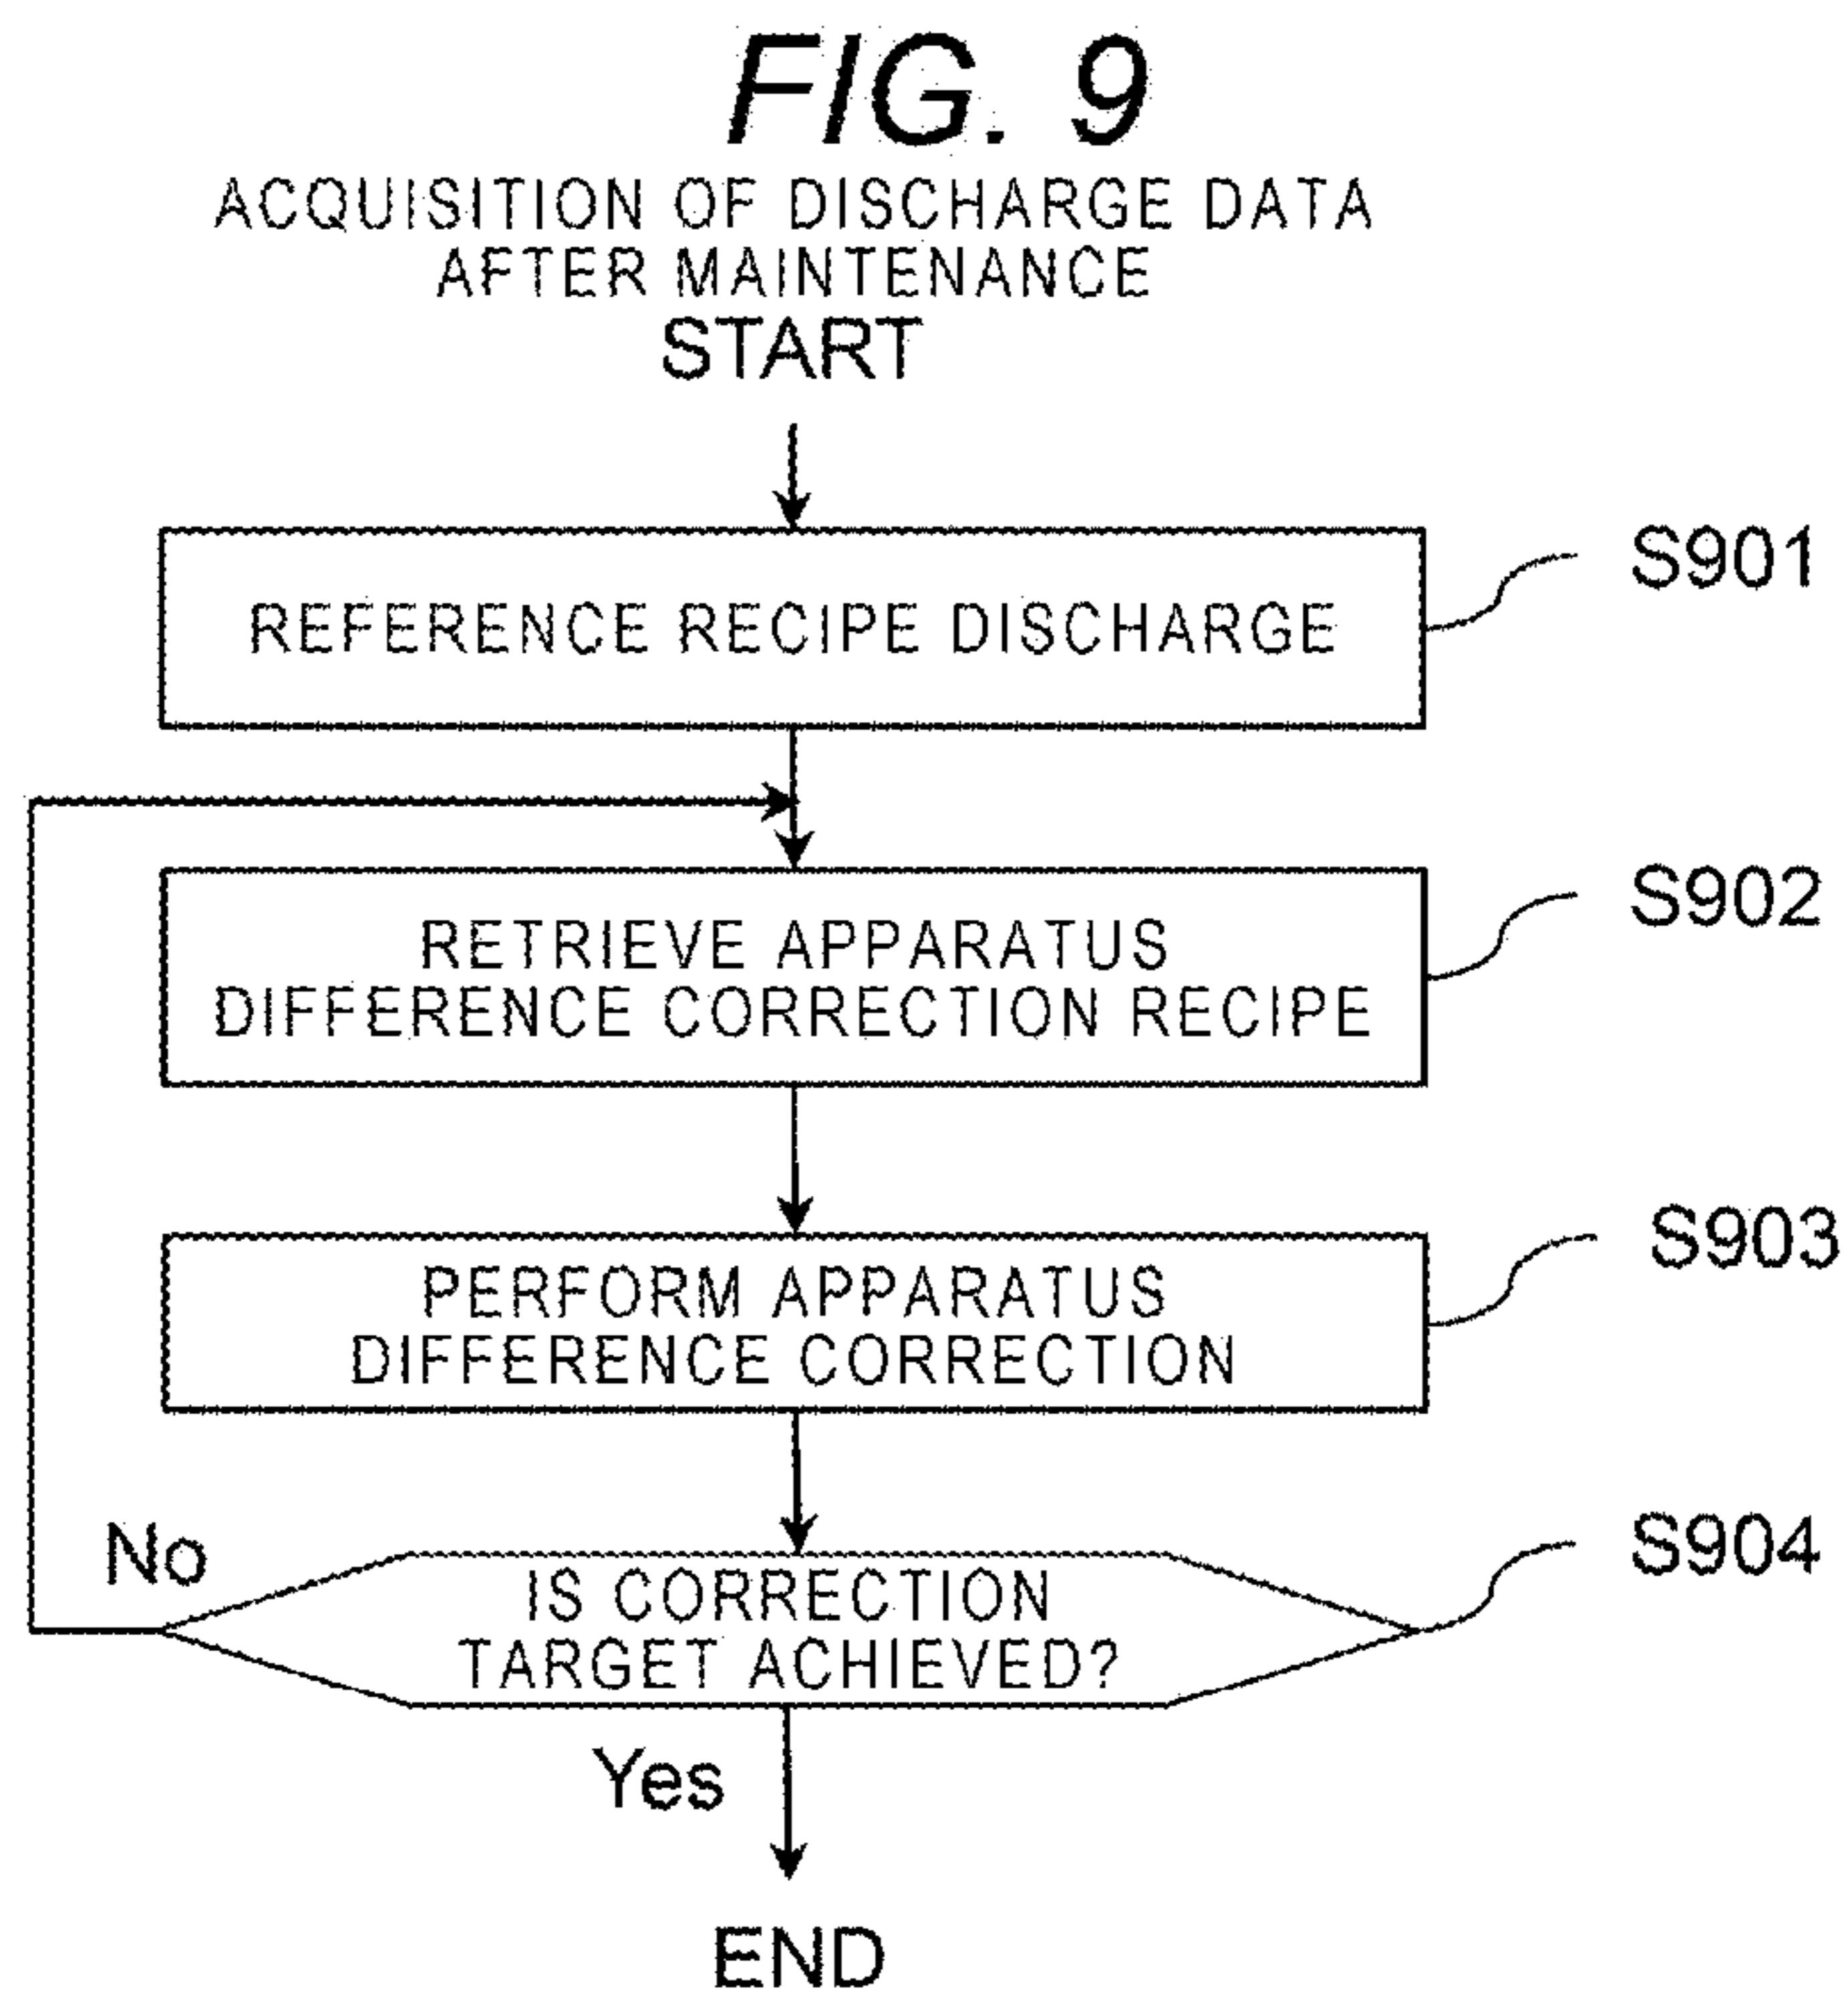 FIG. 9
ACQUISITION OF DISCHARGE DATA
AFTER MAINTENANCE
START
REFERENCE RECIPE DISCHARGE
S901
RETRIEVE APPARATUS
DIFFERENCE CORRECTION RECIPE
S902
PERFORM APPARATUS
DIFFERENCE CORRECTION
S903
No
IS CORRECTION
TARGET ACHIEVED?
S904
Yes
END